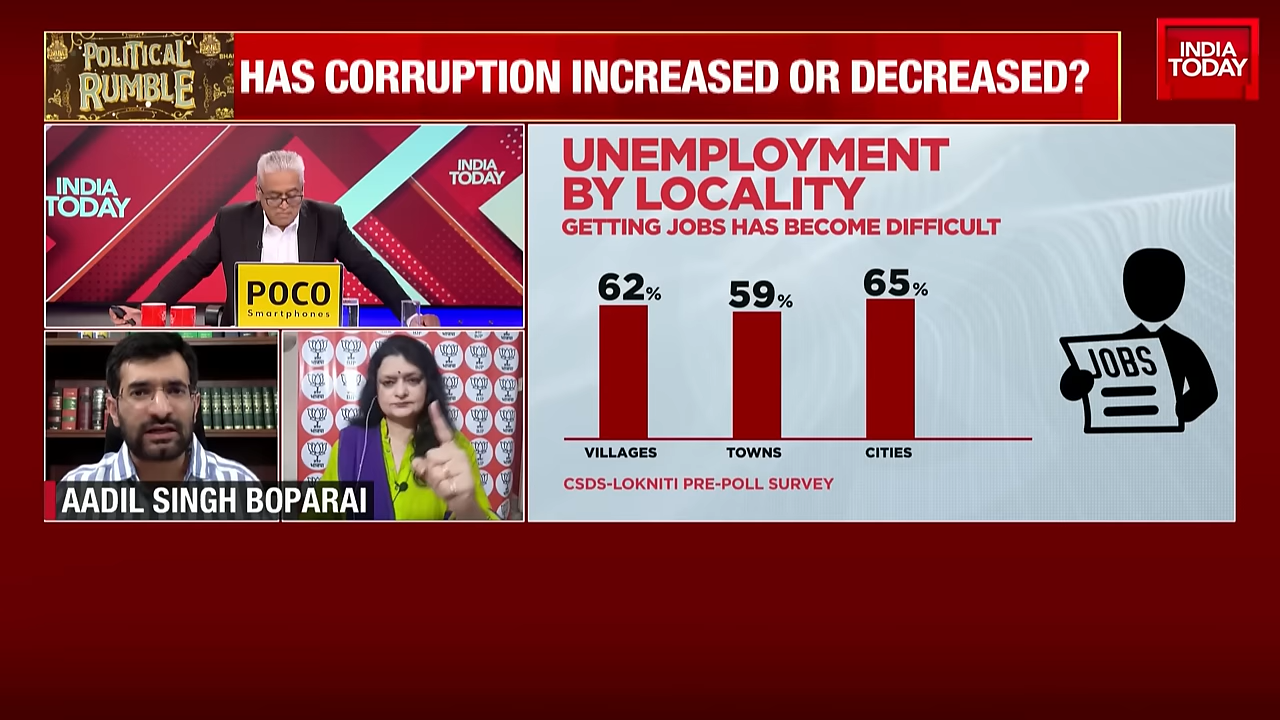 POLITICAL
RUMBLE
HAS CORRUPTION INCREASED OR DECREASED?
INDIA
TODAY
INDIA
TODAY
INDIA
TODAY
POCO
Smartphones
AADIL SINGH BOPARAI
UNEMPLOYMENT
BY LOCALITY
GETTING JOBS HAS BECOME DIFFICULT
62%
59%
65%
VILLAGES
TOWNS
CITIES
JOBS
CSDS-LOKNITI PRE-POLL SURVEY